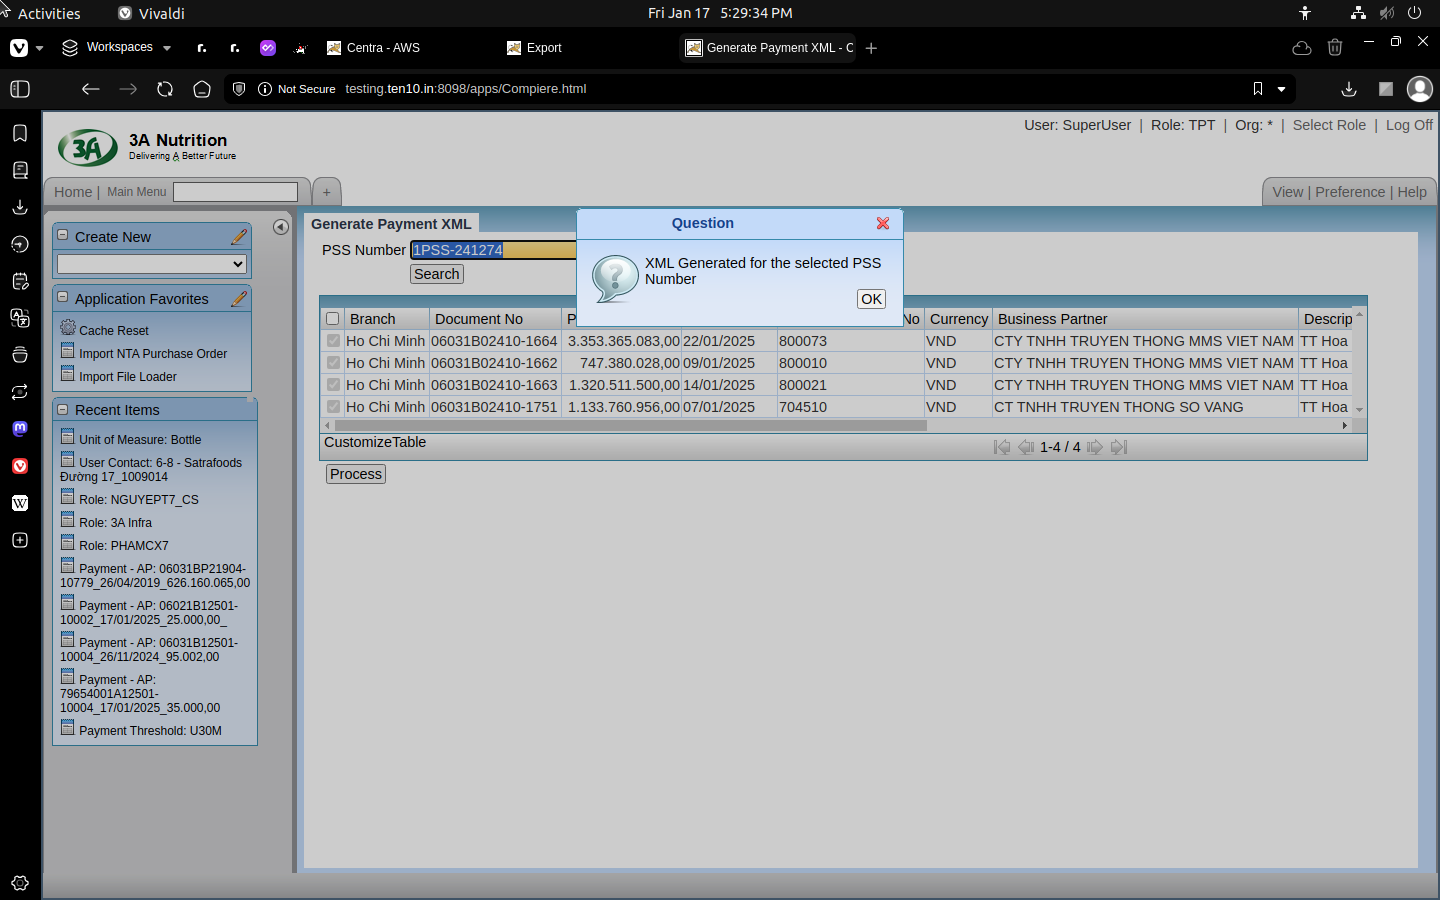 Activities
Vivaldi
Fri Jan 17 5:29:34 PM
Workspaces
Centra - AWS
Export
Generate Payment XML - C
Not Secure
testing.ten10.in:8098/apps/Compiere.html
3A
3A Nutrition
Delivering A Better Future
User: SuperUser | Role: TPT | Org: * | Select Role | Log Off
Home |
Main Menu
+
View | Preference | Help
Create New
Application Favorites
Cache Reset
Import NTA Purchase Order
Import File Loader
Recent Items
Unit of Measure: Bottle
User Contact: 6-8 - Satrafoods
Đường 17_1009014
Role: NGUYEPT7_CS
Role: 3A Infra
Role: PHAMCX7
Payment - AP: 06031BP21904-
10779_26/04/2019_626.160.065,00
Payment - AP: 06021B12501-
10002_17/01/2025_25.000,00_
Payment - AP: 06031B12501-
10004_26/11/2024_95.002,00
Payment - AP:
79654001A12501-
10004_17/01/2025_35.000,00
Payment Threshold: U30M
Generate Payment XML
PSS Number
1PSS-241274
Search
Question
XML Generated for the selected PSS
Number
OK
Branch Document No P No Currency Business Partner Descrip
Ho Chi Minh 06031B02410-1664 3.353.365.083,00 22/01/2025 800073 VND CTY TNHH TRUYEN THONG MMS VIET NAM TT Hoa
Ho Chi Minh 06031B02410-1662 747.380.028,00 09/01/2025 800010 VND CTY TNHH TRUYEN THONG MMS VIET NAM TT Hoa
Ho Chi Minh 06031B02410-1663 1.320.511.500,00 14/01/2025 800021 VND CTY TNHH TRUYEN THONG MMS VIET NAM TT Hoa
Ho Chi Minh 06031B02410-1751 1.133.760.956,00 07/01/2025 704510 VND CT TNHH TRUYEN THONG SO VANG TT Hoa
CustomizeTable
1-4 / 4
Process